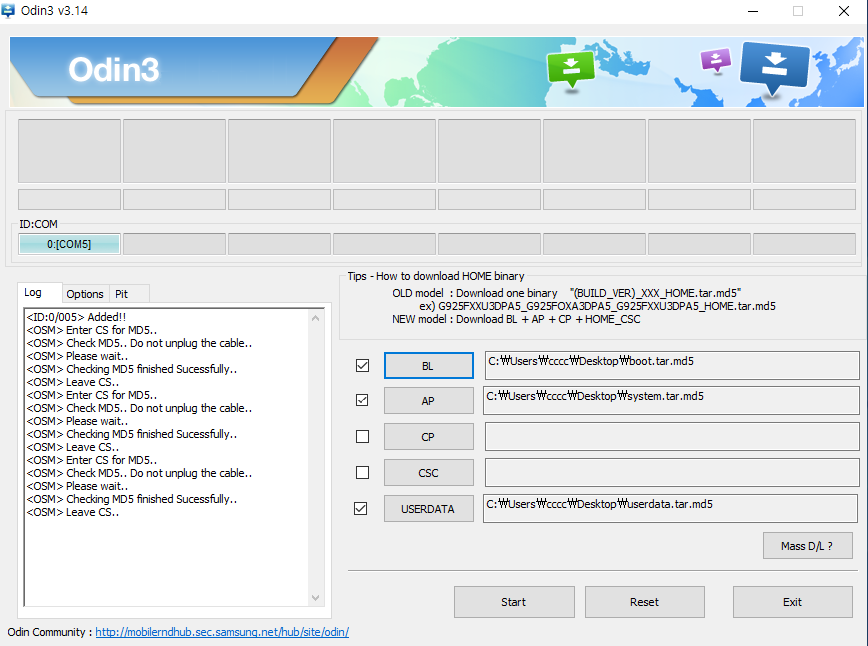 Odin3 v3.14
Odin3
ID:COM
0:[COM5]
Log
Options
Pit
<ID:0/005> Added!!
<OSM> Enter CS for MD5..
<OSM> Check MD5.. Do not unplug the cable..
<OSM> Please wait..
<OSM> Checking MD5 finished Sucessfully..
<OSM> Leave CS..
<OSM> Enter CS for MD5..
<OSM> Check MD5.. Do not unplug the cable..
<OSM> Please wait..
<OSM> Checking MD5 finished Sucessfully..
<OSM> Leave CS..
<OSM> Enter CS for MD5..
<OSM> Check MD5.. Do not unplug the cable..
<OSM> Please wait..
<OSM> Checking MD5 finished Sucessfully..
<OSM> Leave CS..
Tips - How to download HOME binary
OLD model : Download one binary "(BUILD_VER)_XXX_HOME.tar.md5"
ex) G925FXXU3DPA5_G925FOXA3DPA5_G925FXXU3DPA5_HOME.tar.md5
NEW model : Download BL + AP + CP + HOME_CSC
BL C:₩Users₩cccc₩Desktop₩boot.tar.md5
AP C:₩Users₩cccc₩Desktop₩system.tar.md5
CP
CSC
USERDATA C:₩Users₩cccc₩Desktop₩userdata.tar.md5
Mass D/L ?
Start Reset Exit
Odin Community : http://mobilerndhub.sec.samsung.net/hub/site/odin/